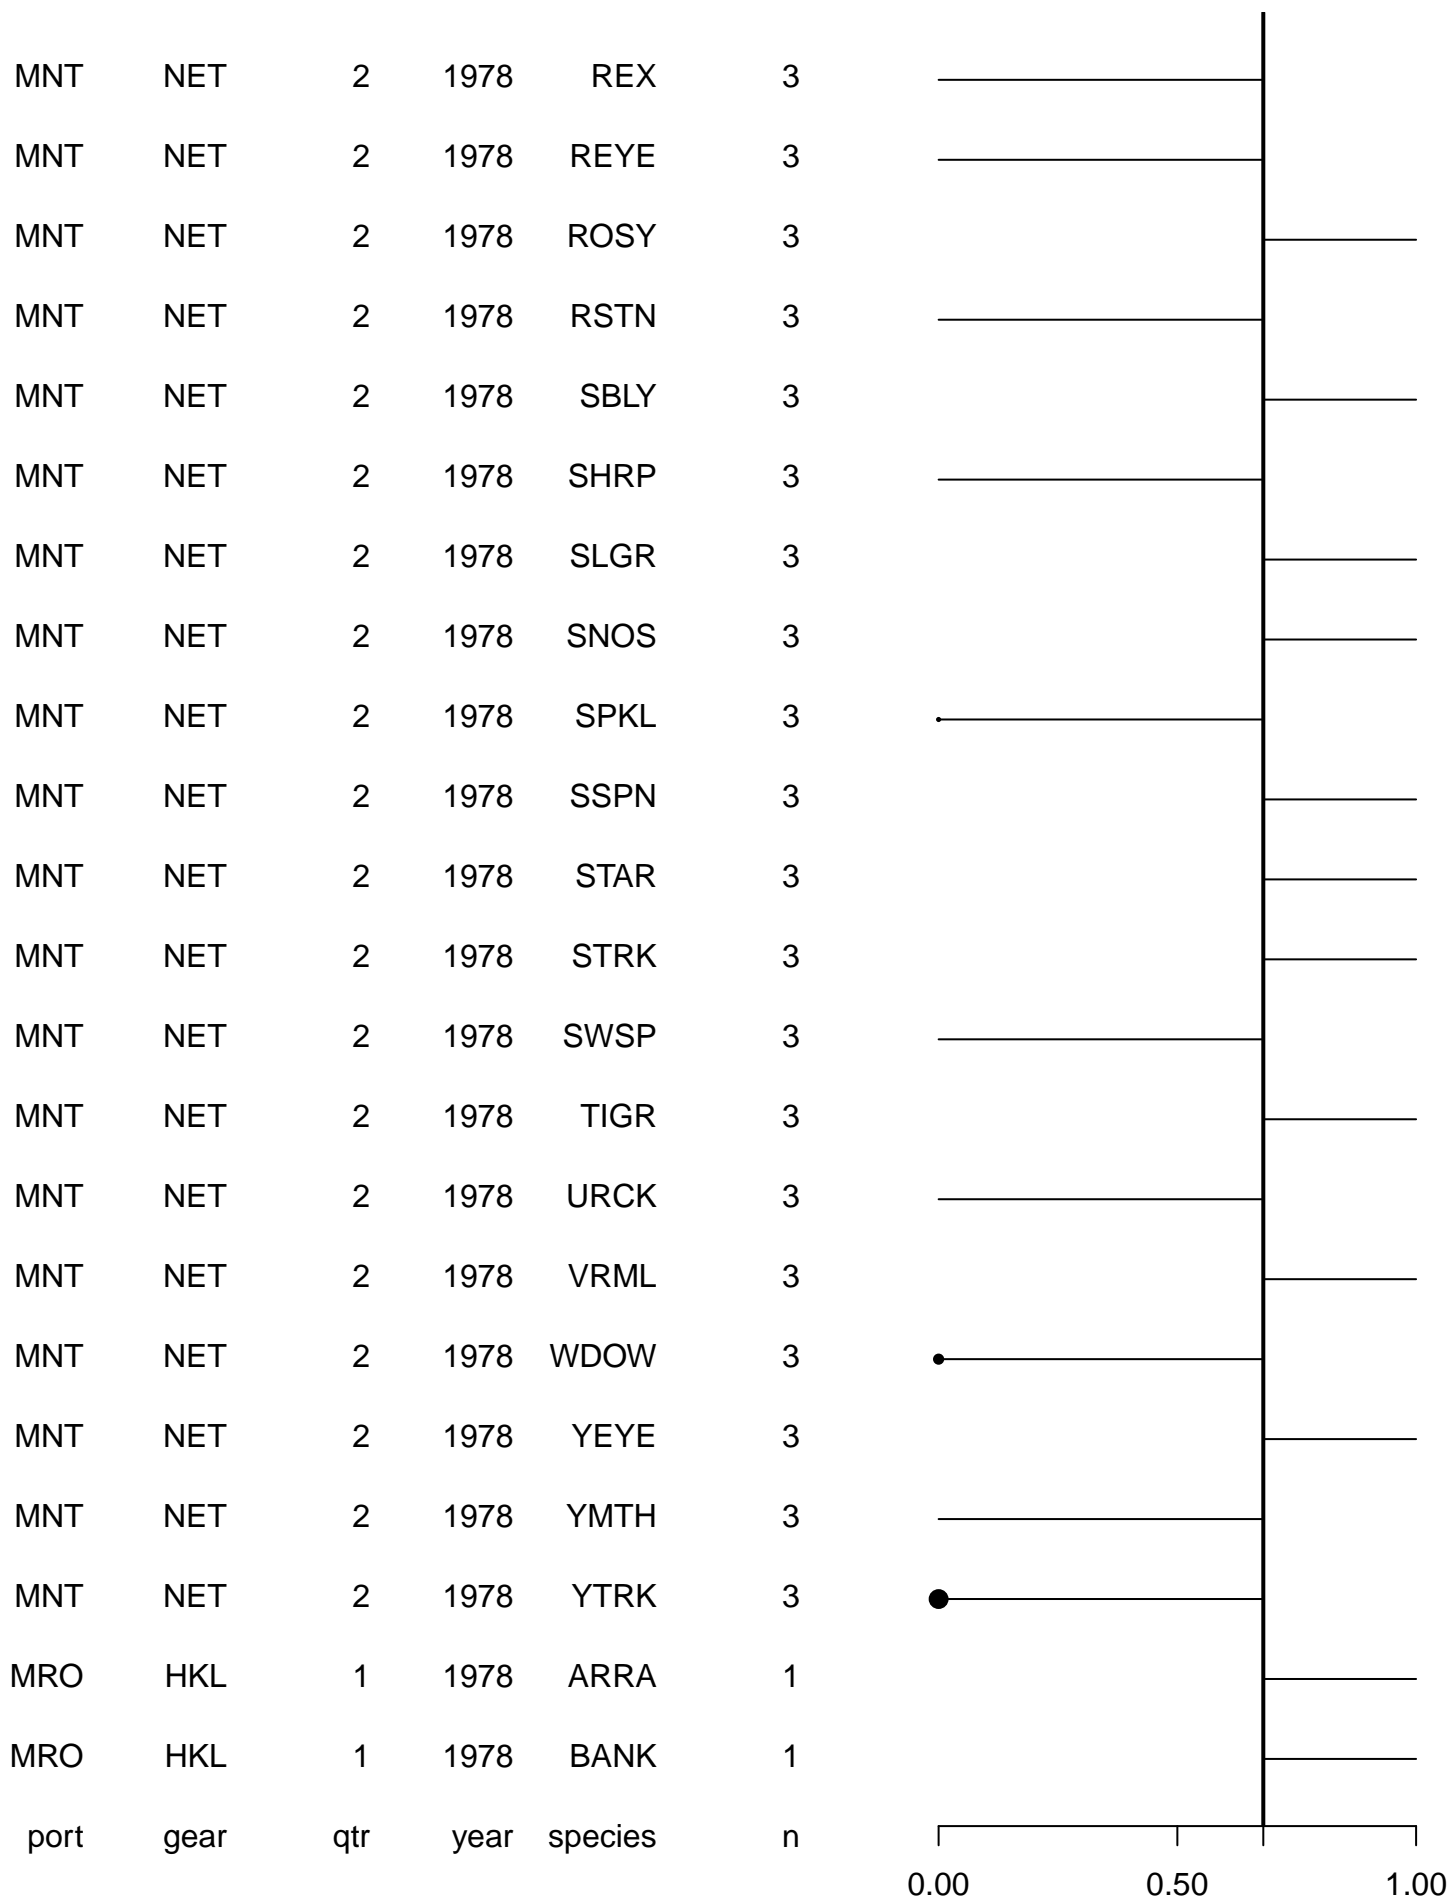 MNT NET 2 1978 REX 3
MNT NET 2 1978 REYE 3
MNT NET 2 1978 ROSY 3
MNT NET 2 1978 RSTN 3
MNT NET 2 1978 SBLY 3
MNT NET 2 1978 SHRP 3
MNT NET 2 1978 SLGR 3
MNT NET 2 1978 SNOS 3
MNT NET 2 1978 SPKL 3
MNT NET 2 1978 SSPN 3
MNT NET 2 1978 STAR 3
MNT NET 2 1978 STRK 3
MNT NET 2 1978 SWSP 3
MNT NET 2 1978 TIGR 3
MNT NET 2 1978 URCK 3
MNT NET 2 1978 VRML 3
MNT NET 2 1978 WDOW 3
MNT NET 2 1978 YEYE 3
MNT NET 2 1978 YMTH 3
MNT NET 2 1978 YTRK 3
MRO HKL 1 1978 ARRA 1
MRO HKL 1 1978 BANK 1
port gear qtr year species n
0.00 0.50 1.00